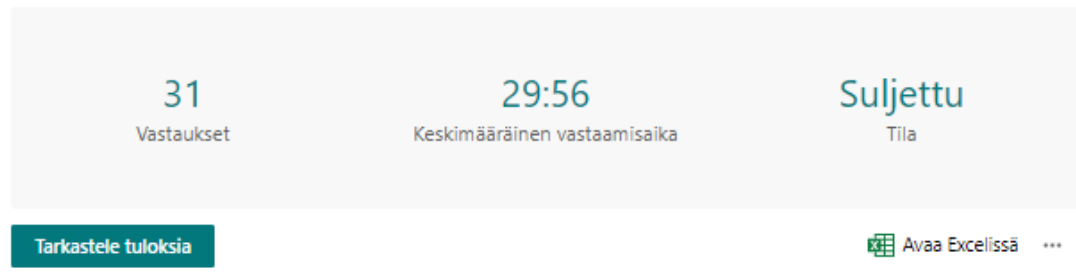 31 29:56 Suljettu
Vastaukset Keskimääräinen vastaamisaika Tila
Tarkastele tuloksia Avaa Excelissä ...